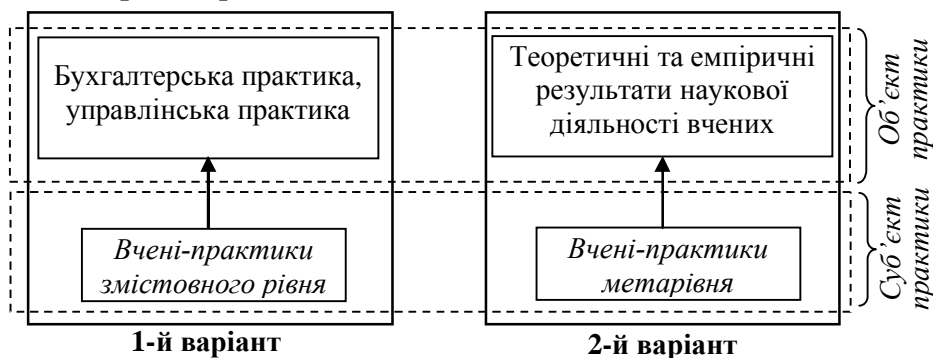 Бухгалтерська практика,
управлінська практика
Теоретичні та емпіричні
результати наукової
діяльності вчених
Об’єкт
практики
Вчені-практики
змістовного рівня
Вчені-практики
метарівня
Суб’єкт
практики
1-й варіант
2-й варіант